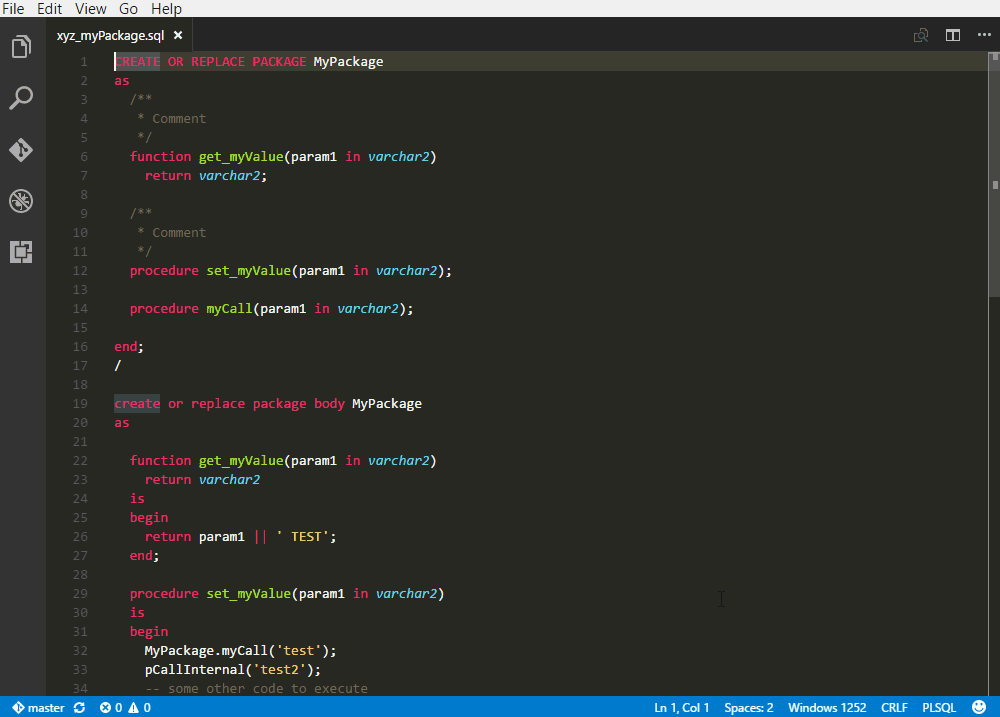 File Edit View Go Help
xyz_myPackage.sql ×
1 CREATE OR REPLACE PACKAGE MyPackage
2 as
3   /**
4    * Comment
5    */
6   function get_myValue(param1 in varchar2)
7     return varchar2;
8
9   /**
10    * Comment
11    */
12   procedure set_myValue(param1 in varchar2);
13
14   procedure myCall(param1 in varchar2);
15
16 end;
17 /
18
19 create or replace package body MyPackage
20 as
21
22   function get_myValue(param1 in varchar2)
23     return varchar2
24   is
25   begin
26     return param1 || ' TEST';
27   end;
28
29   procedure set_myValue(param1 in varchar2)
30   is
31   begin
32     MyPackage.myCall('test');
33     pCallInternal('test2');
34     -- some other code to execute
master 0 0 Ln 1, Col 1 Spaces: 2 Windows 1252 CRLF PLSQL